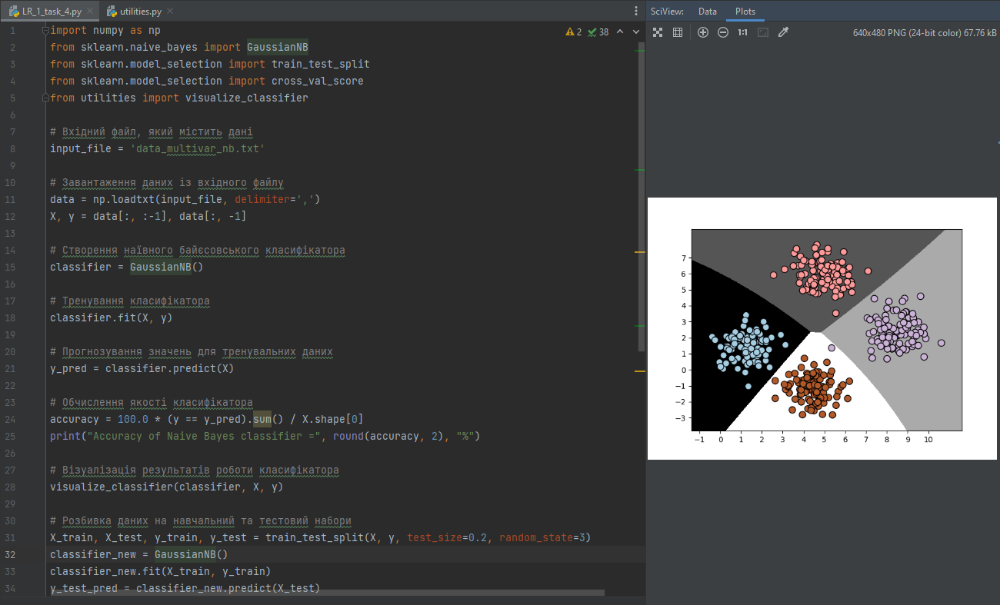 LR_1_task_4.py
utilities.py
SciView:
Data
Plots
2
38
1:1
640x480 PNG (24-bit color) 67.76 kB
1 import numpy as np
2 from sklearn.naive_bayes import GaussianNB
3 from sklearn.model_selection import train_test_split
4 from sklearn.model_selection import cross_val_score
5 from utilities import visualize_classifier
6
7 # Вхідний файл, який містить дані
8 input_file = 'data_multivar_nb.txt'
9
10 # Завантаження даних із вхідного файлу
11 data = np.loadtxt(input_file, delimiter=',')
12 X, y = data[:, :-1], data[:, -1]
13
14 # Створення наївного байєсовського класифікатора
15 classifier = GaussianNB()
16
17 # Тренування класифікатора
18 classifier.fit(X, y)
19
20 # Прогнозування значень для тренувальних даних
21 y_pred = classifier.predict(X)
22
23 # Обчислення якості класифікатора
24 accuracy = 100.0 * (y == y_pred).sum() / X.shape[0]
25 print("Accuracy of Naive Bayes classifier =", round(accuracy, 2), "%")
26
27 # Візуалізація результатів роботи класифікатора
28 visualize_classifier(classifier, X, y)
29
30 # Розбивка даних на навчальний та тестовий набори
31 X_train, X_test, y_train, y_test = train_test_split(X, y, test_size=0.2, random_state=3)
32 classifier_new = GaussianNB()
33 classifier_new.fit(X_train, y_train)
34 y_test_pred = classifier_new.predict(X_test)
7
6
5
4
3
2
1
0
−1
−2
−3
−1 0 1 2 3 4 5 6 7 8 9 10